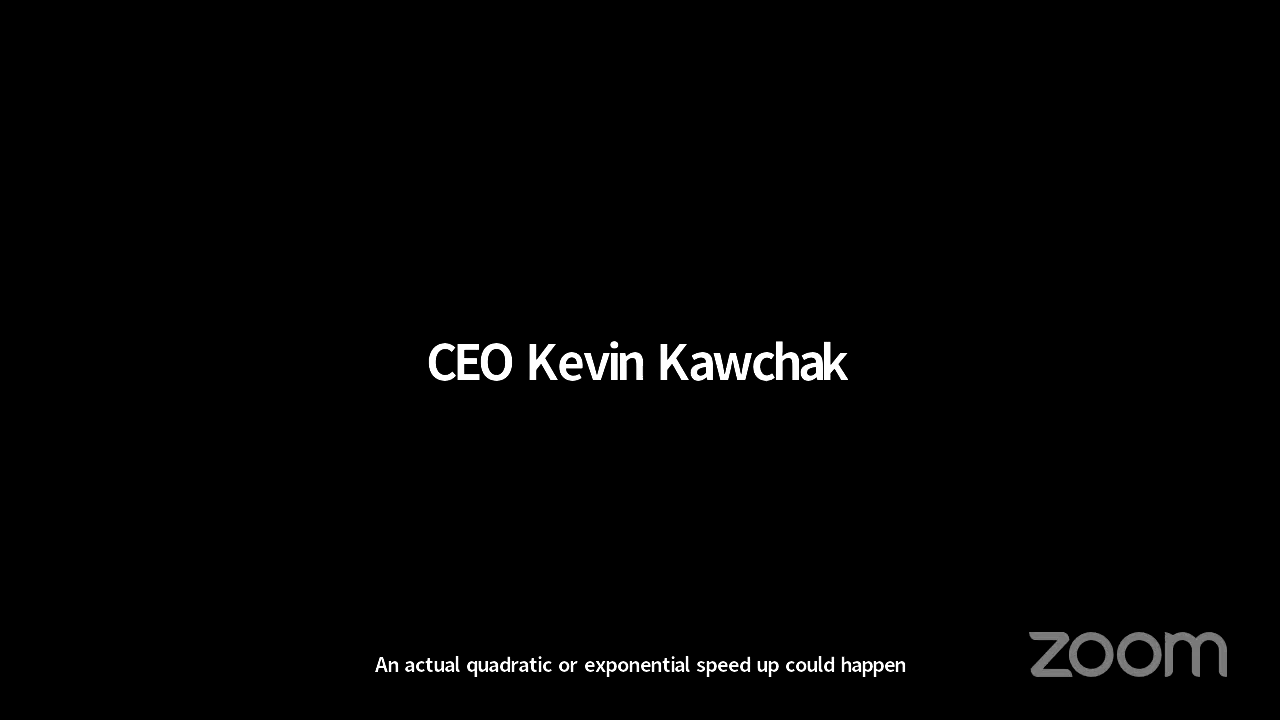 CEO Kevin Kawchak
An actual quadratic or exponential speed up could happen
zoom